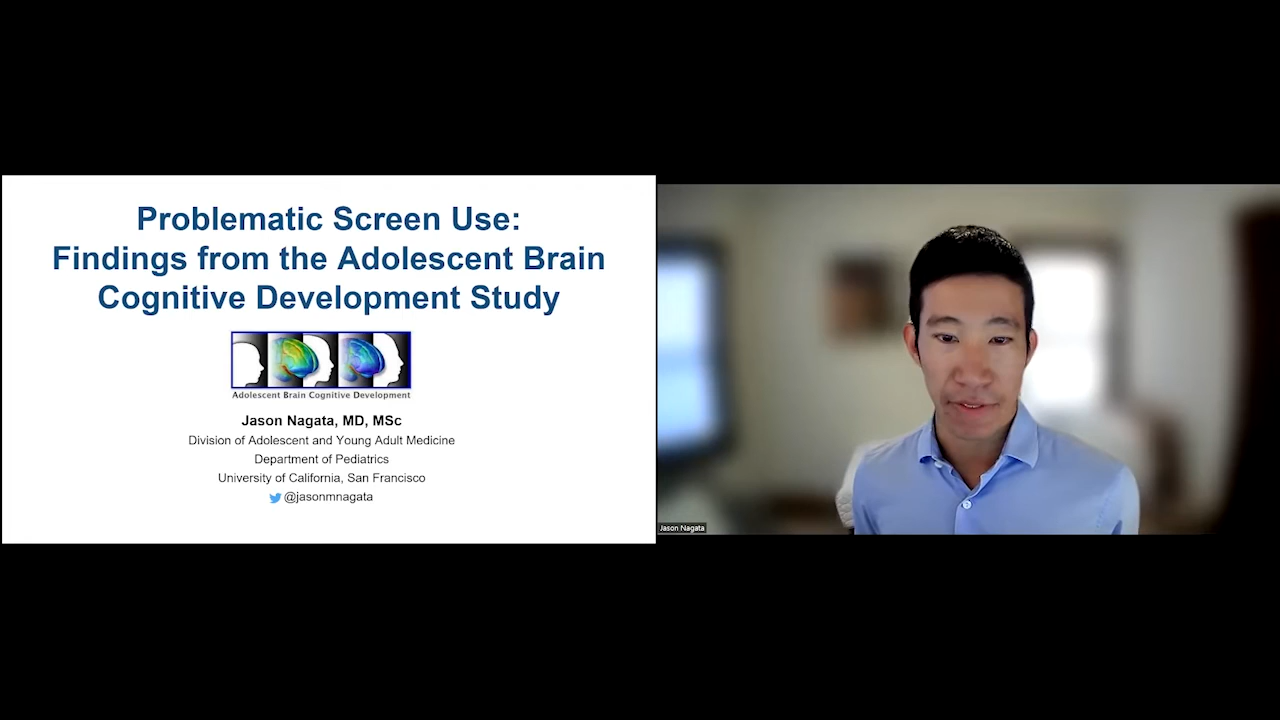 Problematic Screen Use:
Findings from the Adolescent Brain
Cognitive Development Study
Adolescent Brain Cognitive Development
Jason Nagata, MD, MSc
Division of Adolescent and Young Adult Medicine
Department of Pediatrics
University of California, San Francisco
@jasonmnagata
Jason Nagata